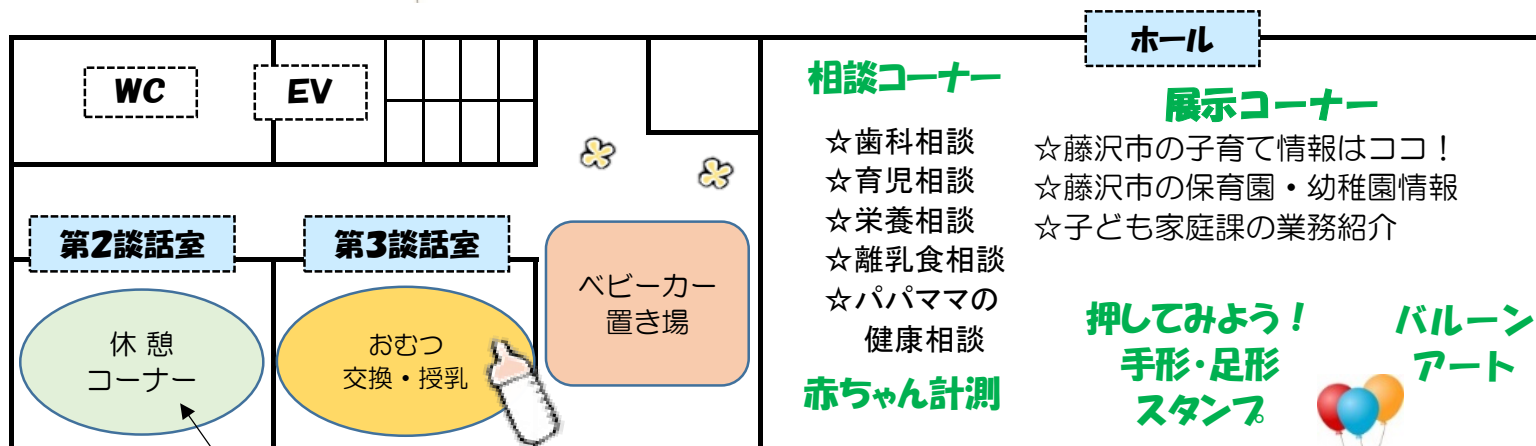 ホール
WC
EV
相談コーナー
☆歯科相談
☆育児相談
☆栄養相談
☆離乳食相談
☆パパママの
健康相談
赤ちゃん計測
展示コーナー
☆藤沢市の子育て情報はココ！
☆藤沢市の保育園・幼稚園情報
☆子ども家庭課の業務紹介
押してみよう！
手形・足形
スタンプ
バルーン
アート
第2談話室
休 憩
コーナー
第3談話室
おむつ
交換・授乳
ベビーカー
置き場